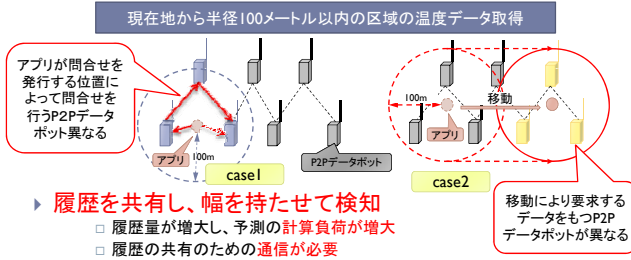 現在地から半径100メートル以内の区域の温度データ取得
アプリが問合せを
発行する位置に
よって問合せを
行うP2Pデータ
ポット異なる
アプリ
100m
case1
P2Pデータポット
100m
アプリ
移動
case2
移動により要求する
データをもつP2P
データポットが異なる
履歴を共有し、幅を持たせて検知
履歴量が増大し、予測の計算負荷が増大
履歴の共有のための通信が必要